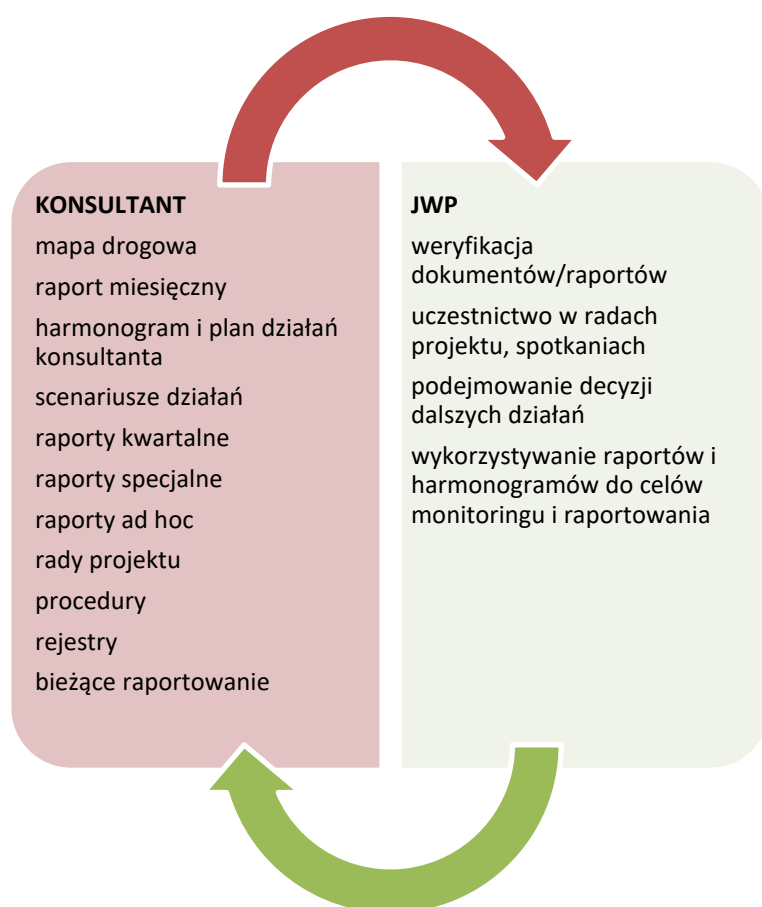 KONSULTANT
mapa drogowa
raport miesięczny
harmonogram i plan działań
konsultanta
scenariusze działań
raporty kwartalne
raporty specjalne
raporty ad hoc
rady projektu
procedury
rejestry
bieżące raportowanie
JWP
weryfikacja
dokumentów/raportów
uczestnictwo w radach
projektu, spotkaniach
podejmowanie decyzji
dalszych działań
wykorzystywanie raportów i
harmonogramów do celów
monitoringu i raportowania